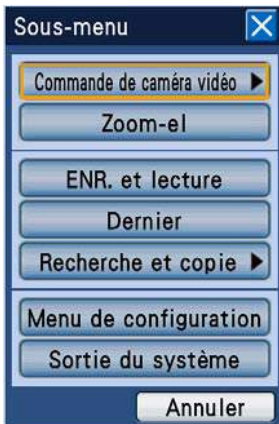 Sous-menu
Commande de caméra vidéo
Zoom-el
ENR. et lecture
Dernier
Recherche et copie
Menu de configuration
Sortie du système
Annuler